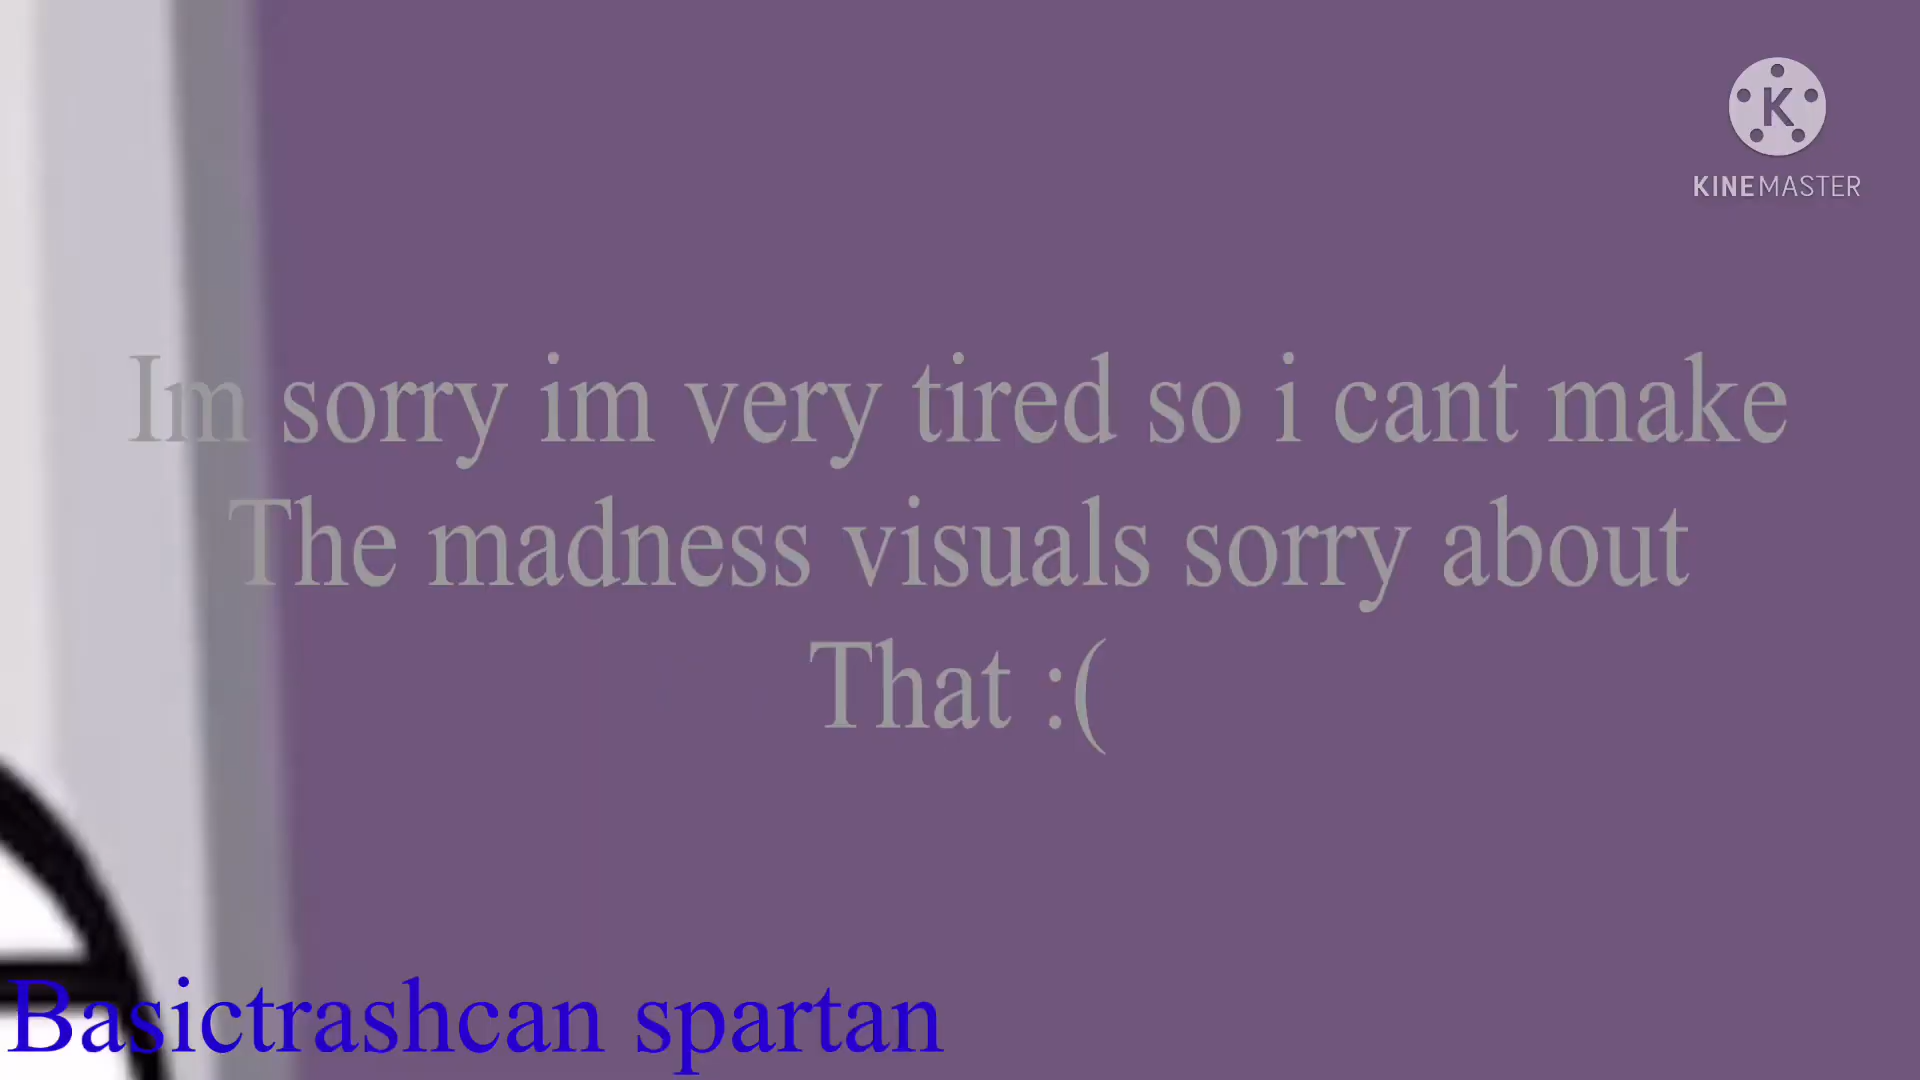 K
KINEMASTER
Im sorry im very tired so i cant make
The madness visuals sorry about
That :(
Basictrashcan spartan